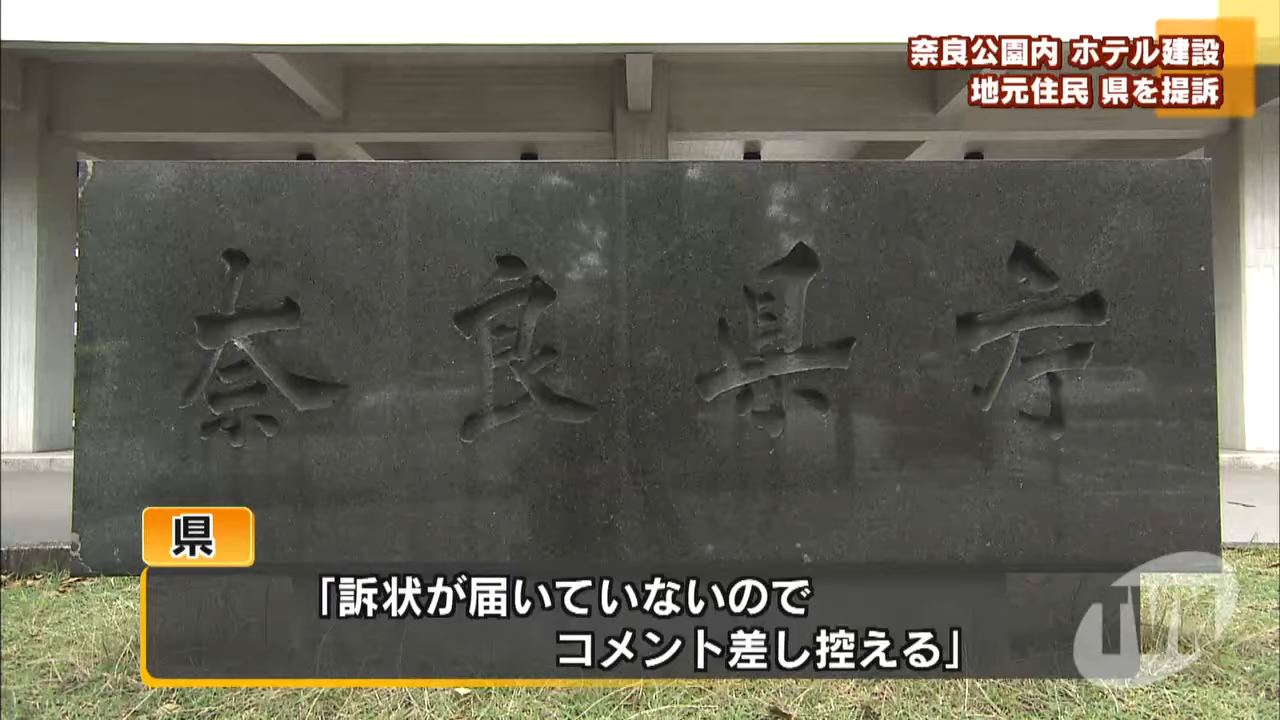 奈良公園内 ホテル建設
地元住民 県を提訴
奈良県庁
県
「訴状が届いていないので
コメント差し控える」